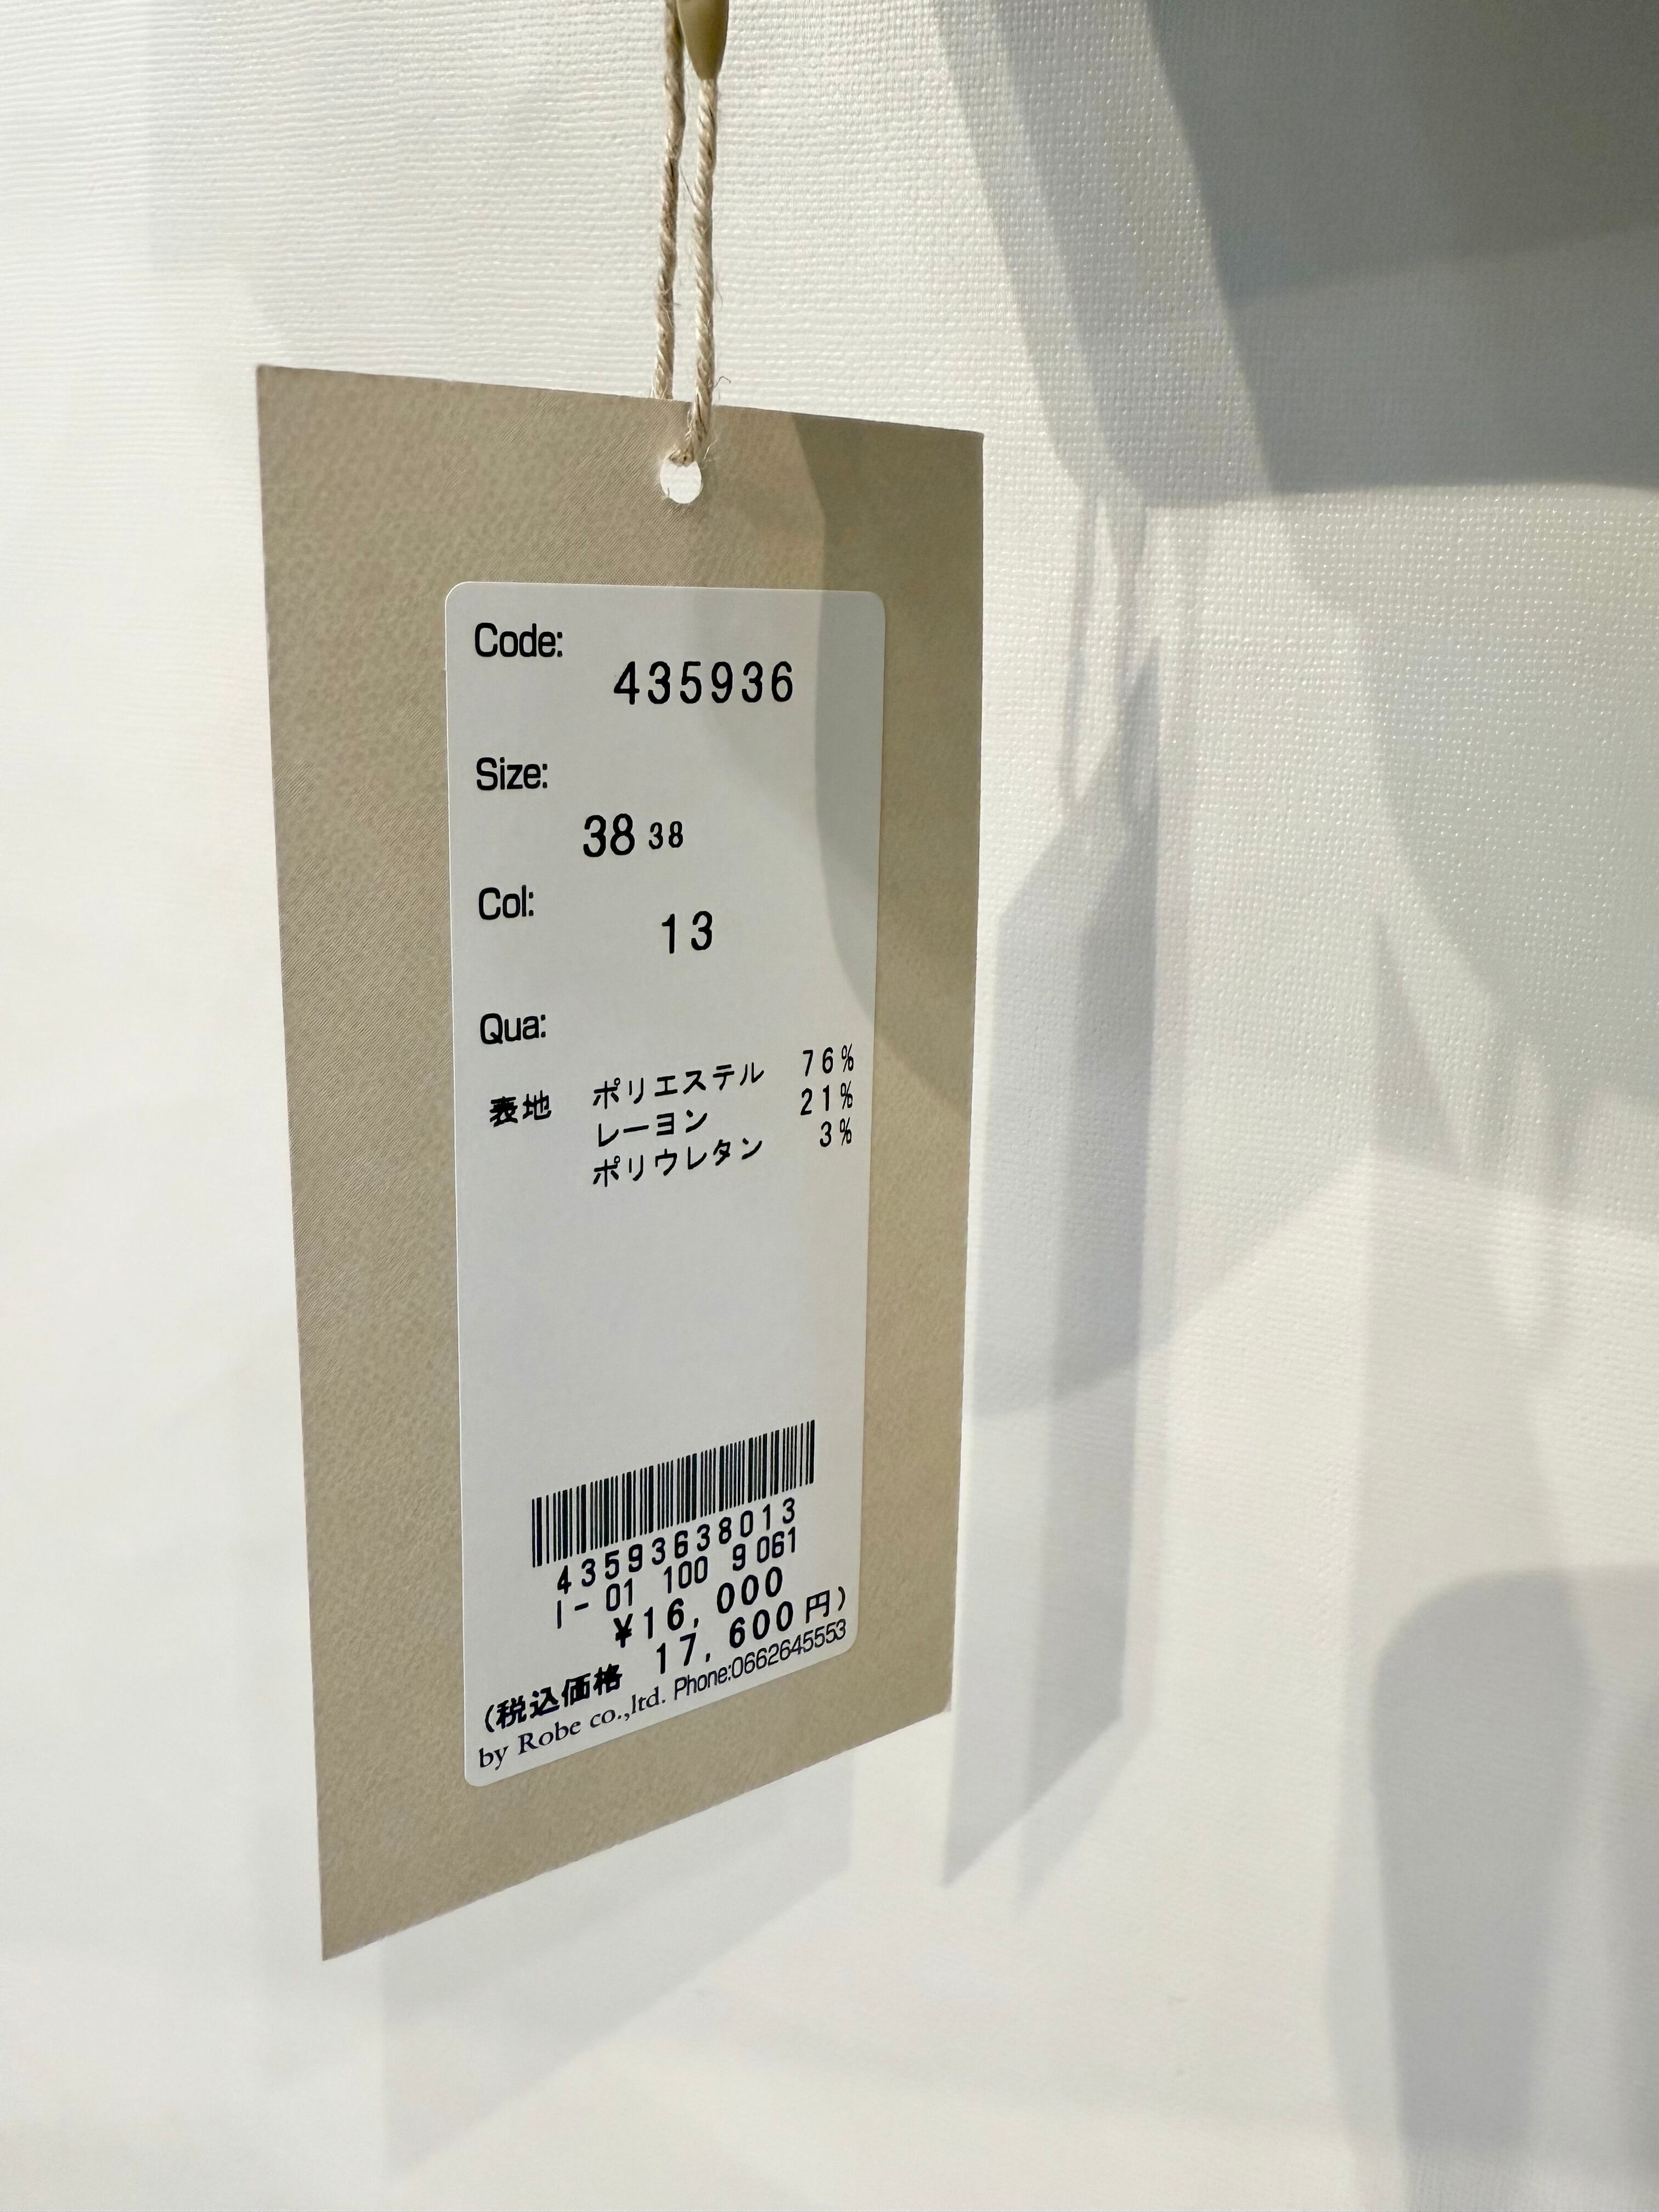 Code:
435936
Size:
38 38
Col:
13
Qua:
表地 ポリエステル 76%
レーヨン 21%
ポリウレタン 3%
43593638013
I-01 100 9061
¥16,000
(税込価格 17,600円)
by Robe co.,ltd. Phone:0662645553